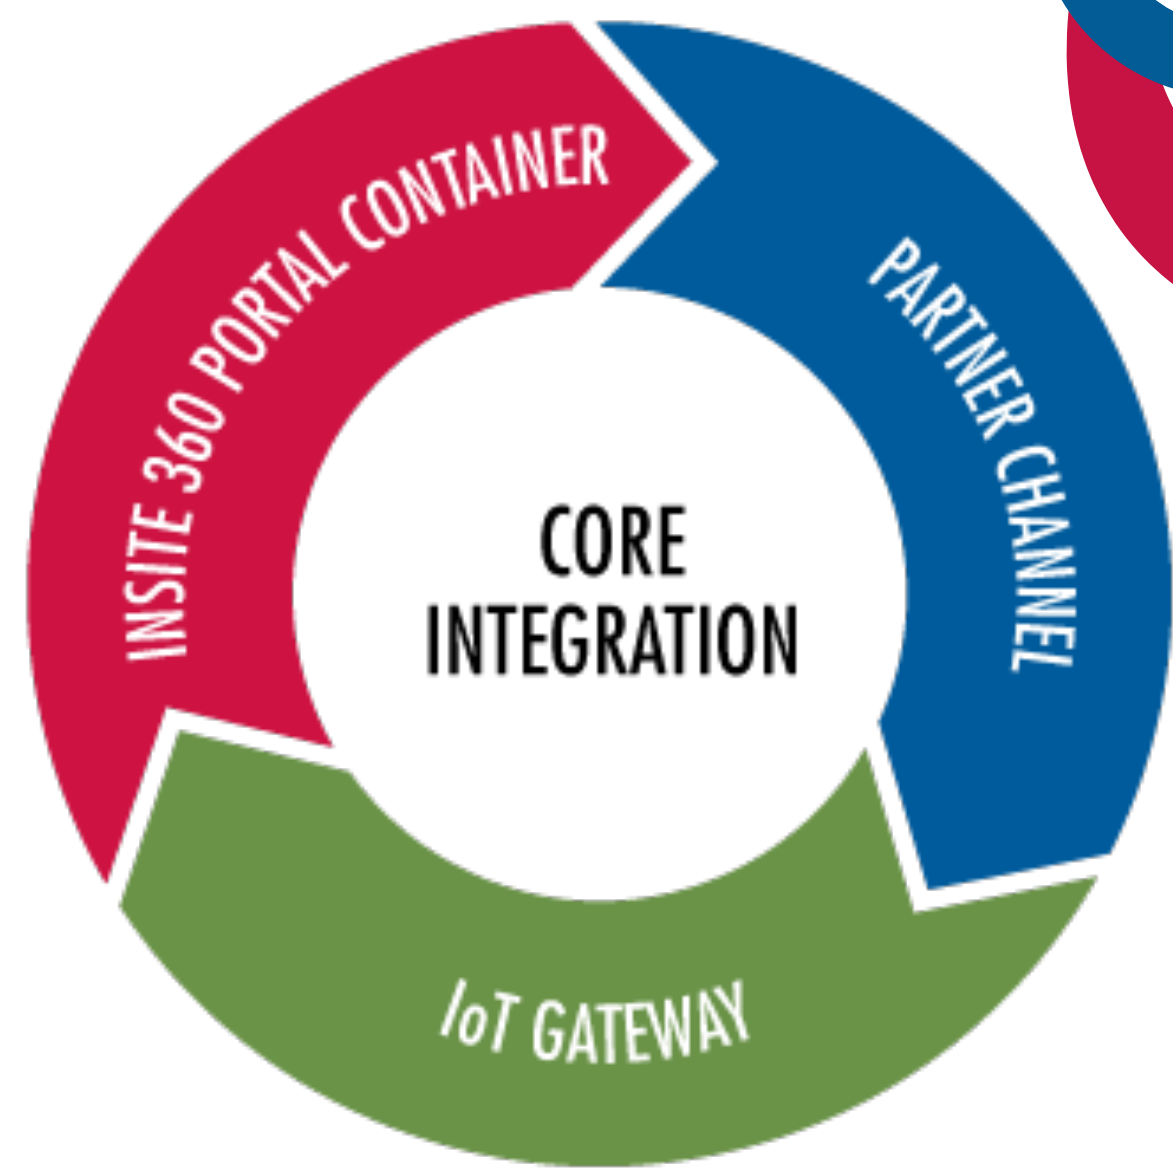 INSITE 360 PORTAL CONTAINER
PARTNER CHANNEL
CORE
INTEGRATION
IoT GATEWAY